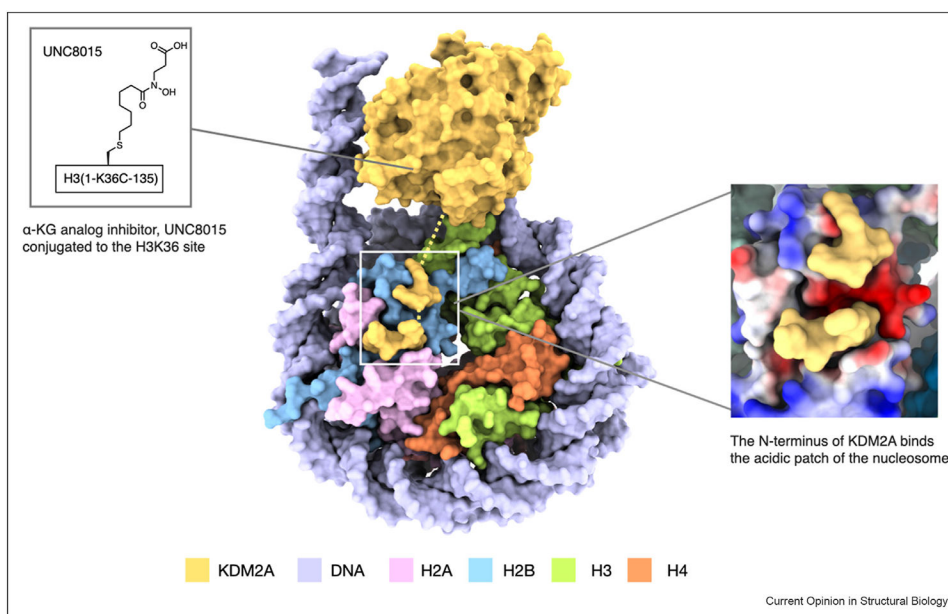 UNC8015
O
OH
N
OH
O
S
H3(1-K36C-135)
α-KG analog inhibitor, UNC8015
conjugated to the H3K36 site
The N-terminus of KDM2A binds
the acidic patch of the nucleosome
KDM2A DNA H2A H2B H3 H4
Current Opinion in Structural Biology